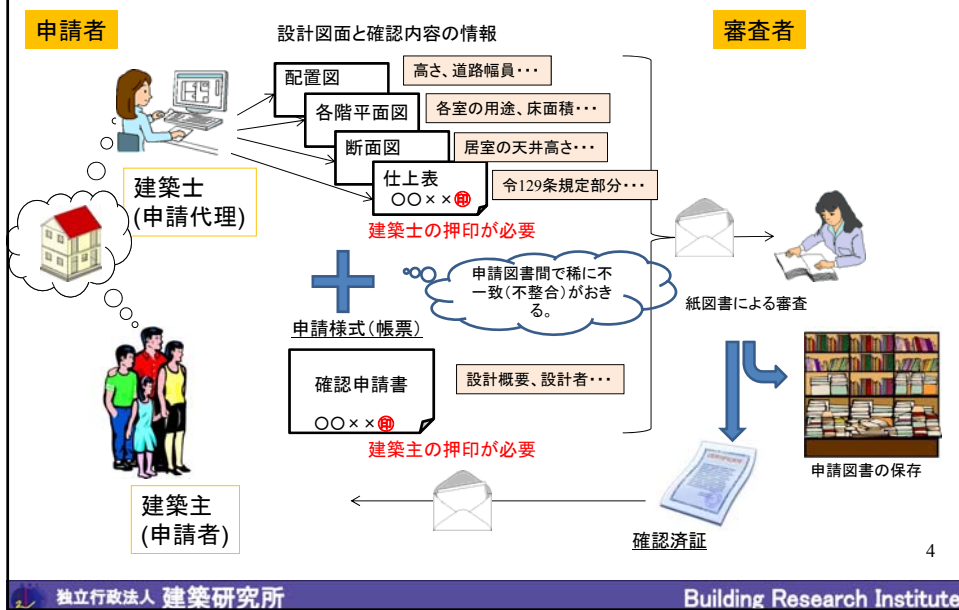 申請者
設計図面と確認内容の情報
審査者
配置図
高さ、道路幅員・・・
各階平面図
各室の用途、床面積・・・
断面図
居室の天井高さ・・・
仕上表
〇〇××㊞
令129条規定部分・・・
建築士の押印が必要
建築士
(申請代理)
申請図書間で稀に不
一致(不整合)がおき
る。
紙図書による審査
申請様式(帳票)
確認申請書
〇〇××㊞
設計概要、設計者・・・
建築主の押印が必要
申請図書の保存
建築主
(申請者)
確認済証
4
独立行政法人 建築研究所
Building Research Institute